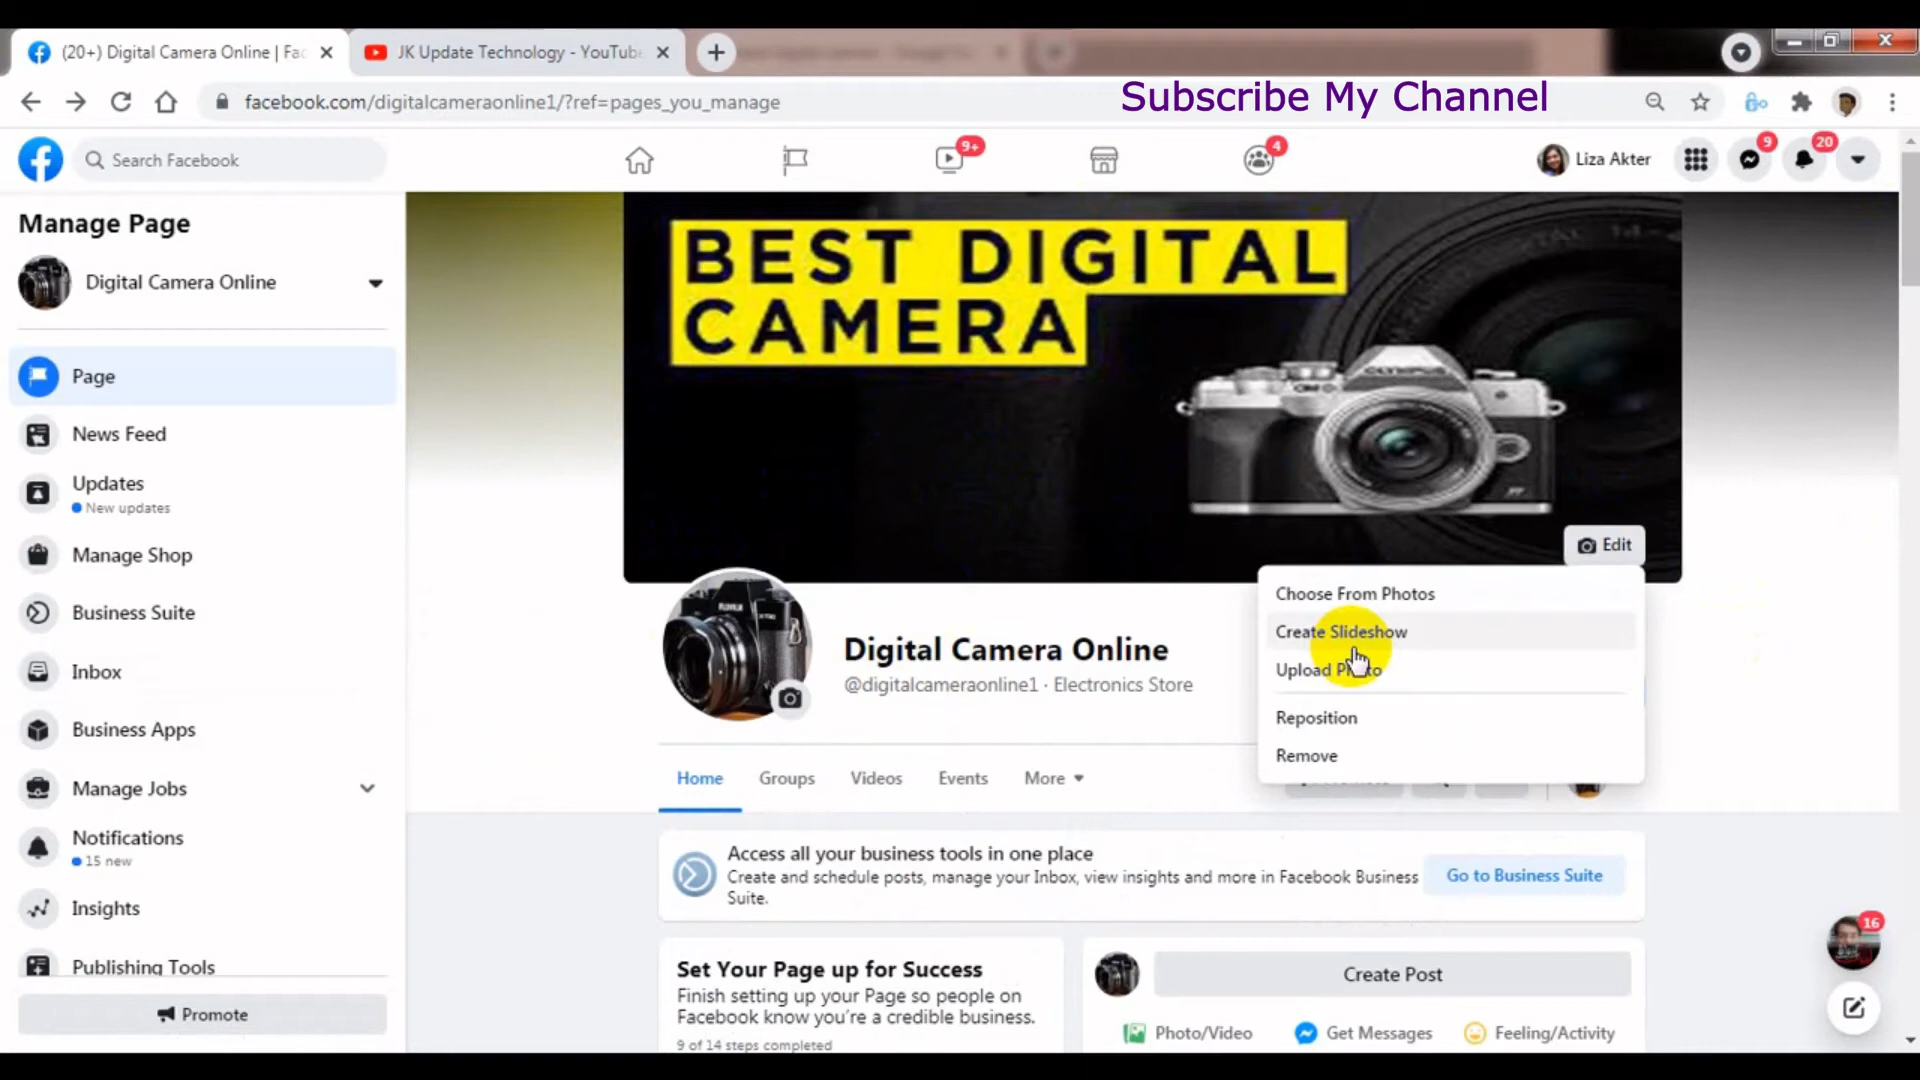 (20+) Digital Camera Online | Fac
JK Update Technology - YouTube
facebook.com/digitalcameraonline1/?ref=pages_you_manage
Subscribe My Channel
Search Facebook
9+
4
Liza Akter
9
20
Manage Page
Digital Camera Online
Page
News Feed
Updates
New updates
Manage Shop
Business Suite
Inbox
Business Apps
Manage Jobs
Notifications
15 new
Insights
Publishing Tools
Promote
BEST DIGITAL
CAMERA
OLYMPUS
Edit
Choose From Photos
Create Slideshow
Upload Photo
Reposition
Remove
FUJIFILM
Digital Camera Online
@digitalcameraonline1 · Electronics Store
Home
Groups
Videos
Events
More
Access all your business tools in one place
Create and schedule posts, manage your Inbox, view insights and more in Facebook Business
Suite.
Go to Business Suite
Set Your Page up for Success
Finish setting up your Page so people on
Facebook know you're a credible business.
9 of 14 steps completed
Create Post
Photo/Video
Get Messages
Feeling/Activity
16